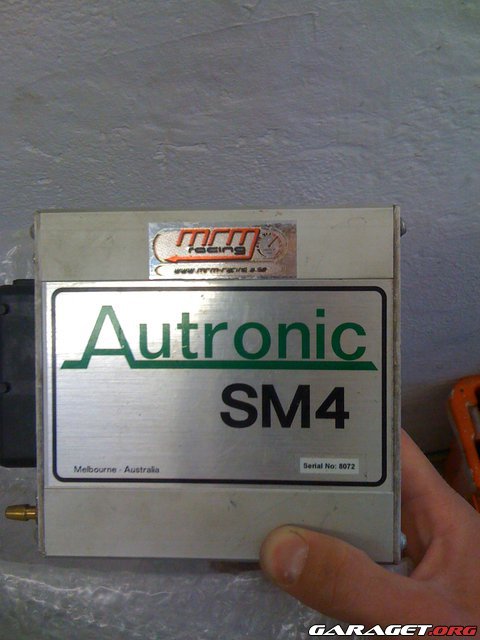 mrm
racing
www.mrm-racing.a.se
Autronic
SM4
Melbourne - Australia
Serial No: 8072
GARAGET.ORG